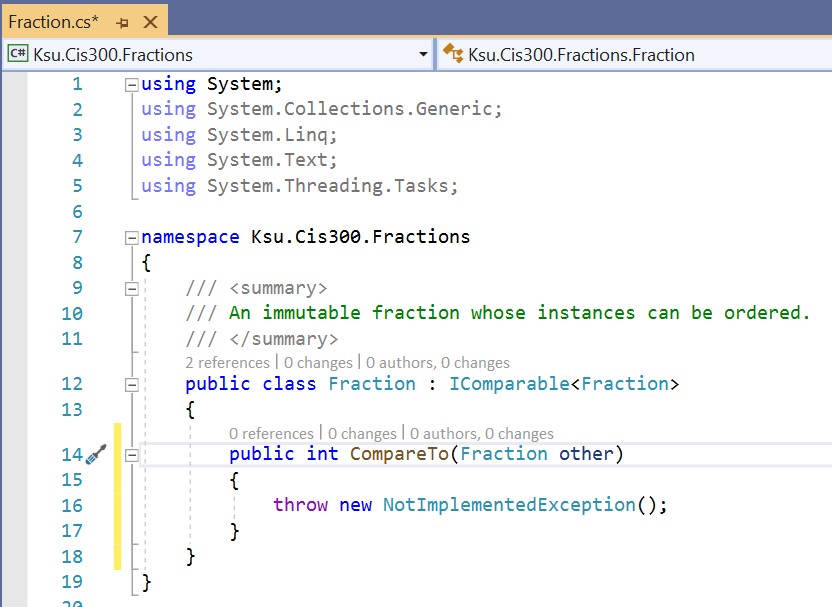 Fraction.cs*
C# Ksu.Cis300.Fractions Ksu.Cis300.Fractions.Fraction
1 using System;
2 using System.Collections.Generic;
3 using System.Linq;
4 using System.Text;
5 using System.Threading.Tasks;
6
7 namespace Ksu.Cis300.Fractions
8 {
9 /// <summary>
10 /// An immutable fraction whose instances can be ordered.
11 /// </summary>
2 references | 0 changes | 0 authors, 0 changes
12 public class Fraction : IComparable<Fraction>
13 {
0 references | 0 changes | 0 authors, 0 changes
14 public int CompareTo(Fraction other)
15 {
16 throw new NotImplementedException();
17 }
18 }
19 }
20